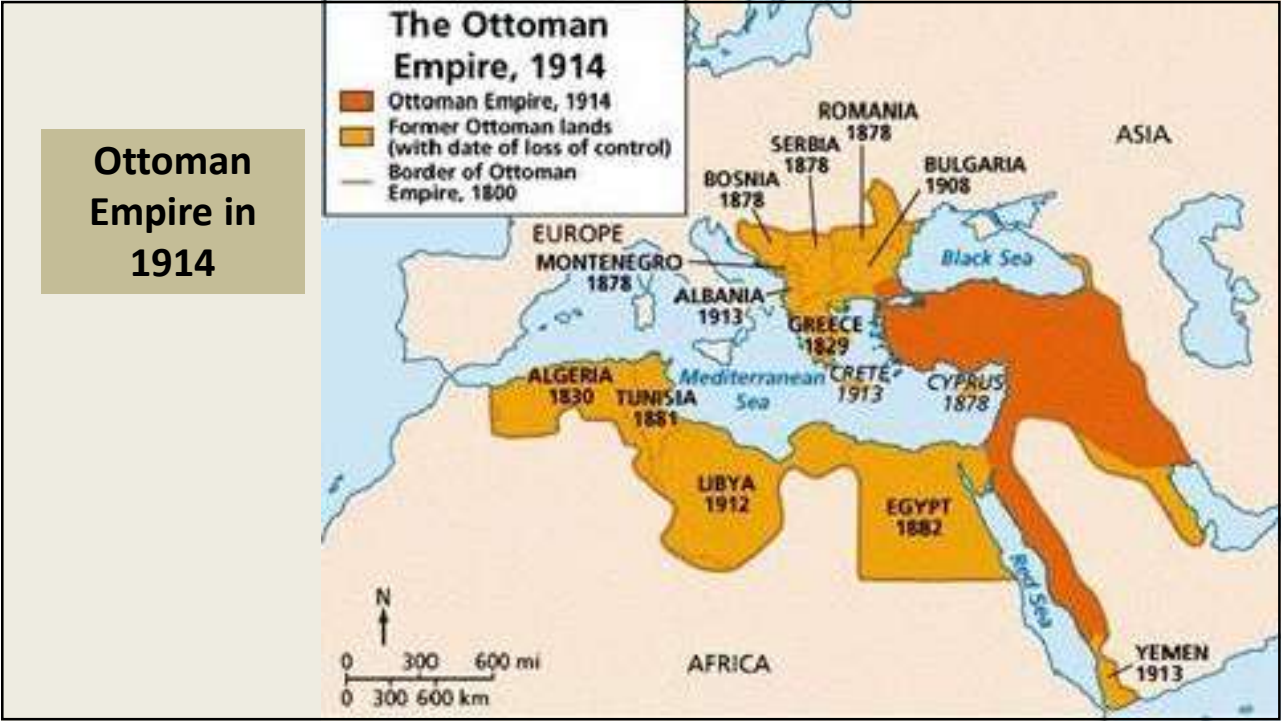 Ottoman
Empire in
1914
The Ottoman
Empire, 1914
Ottoman Empire, 1914
Former Ottoman lands
(with date of loss of control)
Border of Ottoman
Empire, 1800
ROMANIA
1878
SERBIA
1878
BOSNIA
1878
BULGARIA
1908
ASIA
EUROPE
MONTENEGRO
1878
Black Sea
ALBANIA
1913
GREECE
1829
ALGERIA
1830
TUNISIA
1881
Mediterranean
Sea
CRETE
1913
CYPRUS
1878
LIBYA
1912
EGYPT
1882
Red Sea
N
0 300 600 mi
0 300 600 km
AFRICA
YEMEN
1913